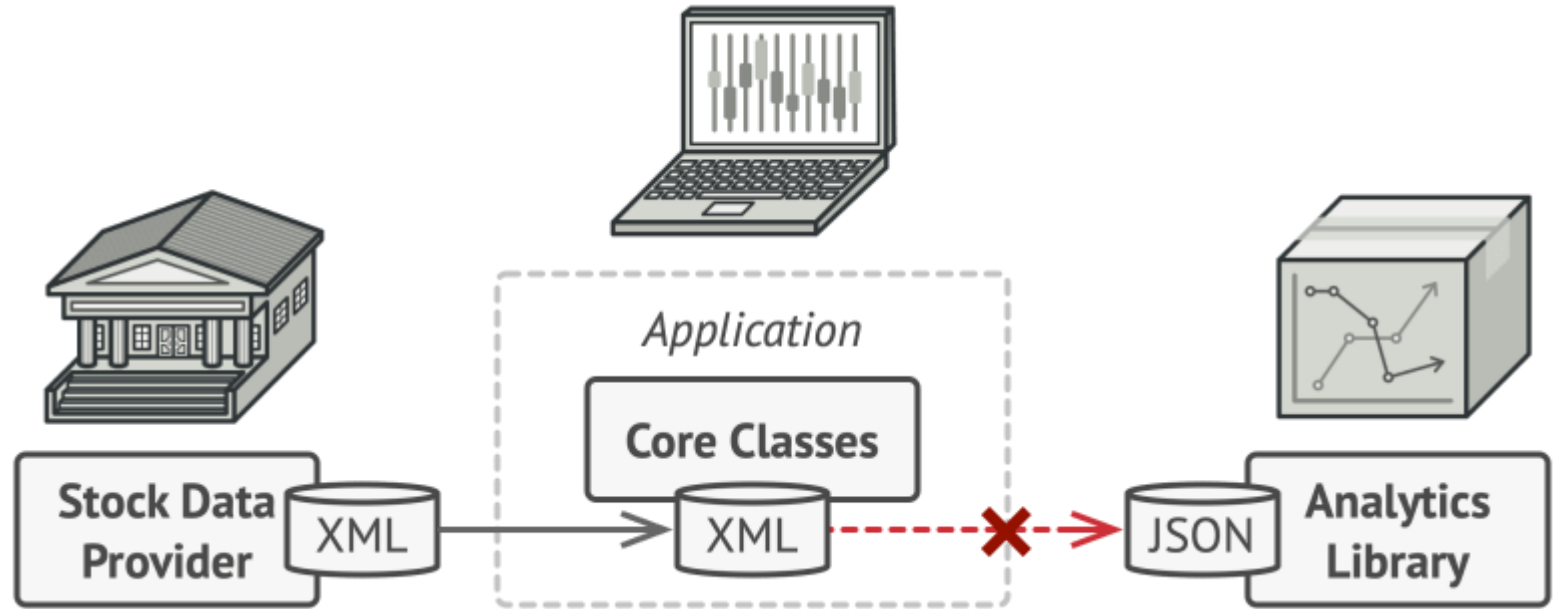 Application
Core Classes
Stock Data
Provider
XML
XML
JSON
Analytics
Library